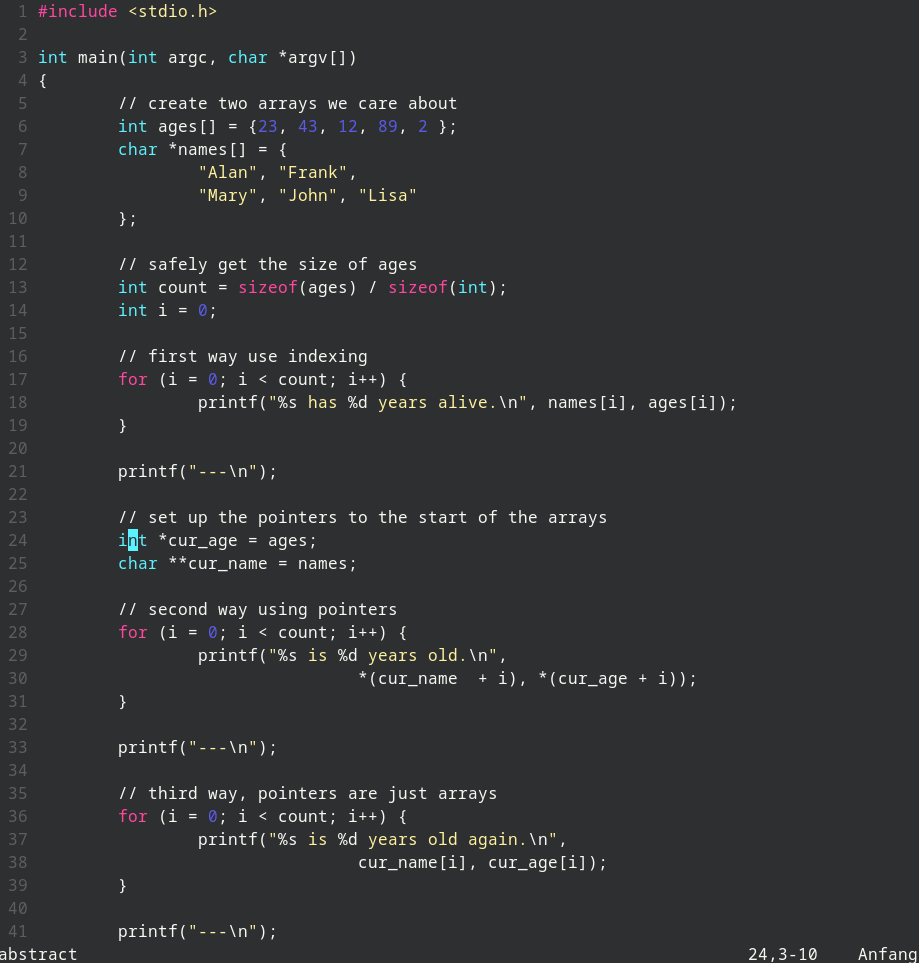 1 #include <stdio.h>
2
3 int main(int argc, char *argv[])
4 {
5         // create two arrays we care about
6         int ages[] = {23, 43, 12, 89, 2 };
7         char *names[] = {
8                 "Alan", "Frank",
9                 "Mary", "John", "Lisa"
10         };
11
12         // safely get the size of ages
13         int count = sizeof(ages) / sizeof(int);
14         int i = 0;
15
16         // first way use indexing
17         for (i = 0; i < count; i++) {
18                 printf("%s has %d years alive.\n", names[i], ages[i]);
19         }
20
21         printf("---\n");
22
23         // set up the pointers to the start of the arrays
24         int *cur_age = ages;
25         char **cur_name = names;
26
27         // second way using pointers
28         for (i = 0; i < count; i++) {
29                 printf("%s is %d years old.\n",
30                                 *(cur_name  + i), *(cur_age + i));
31         }
32
33         printf("---\n");
34
35         // third way, pointers are just arrays
36         for (i = 0; i < count; i++) {
37                 printf("%s is %d years old again.\n",
38                                 cur_name[i], cur_age[i]);
39         }
40
41         printf("---\n");
abstract 24,3-10 Anfang